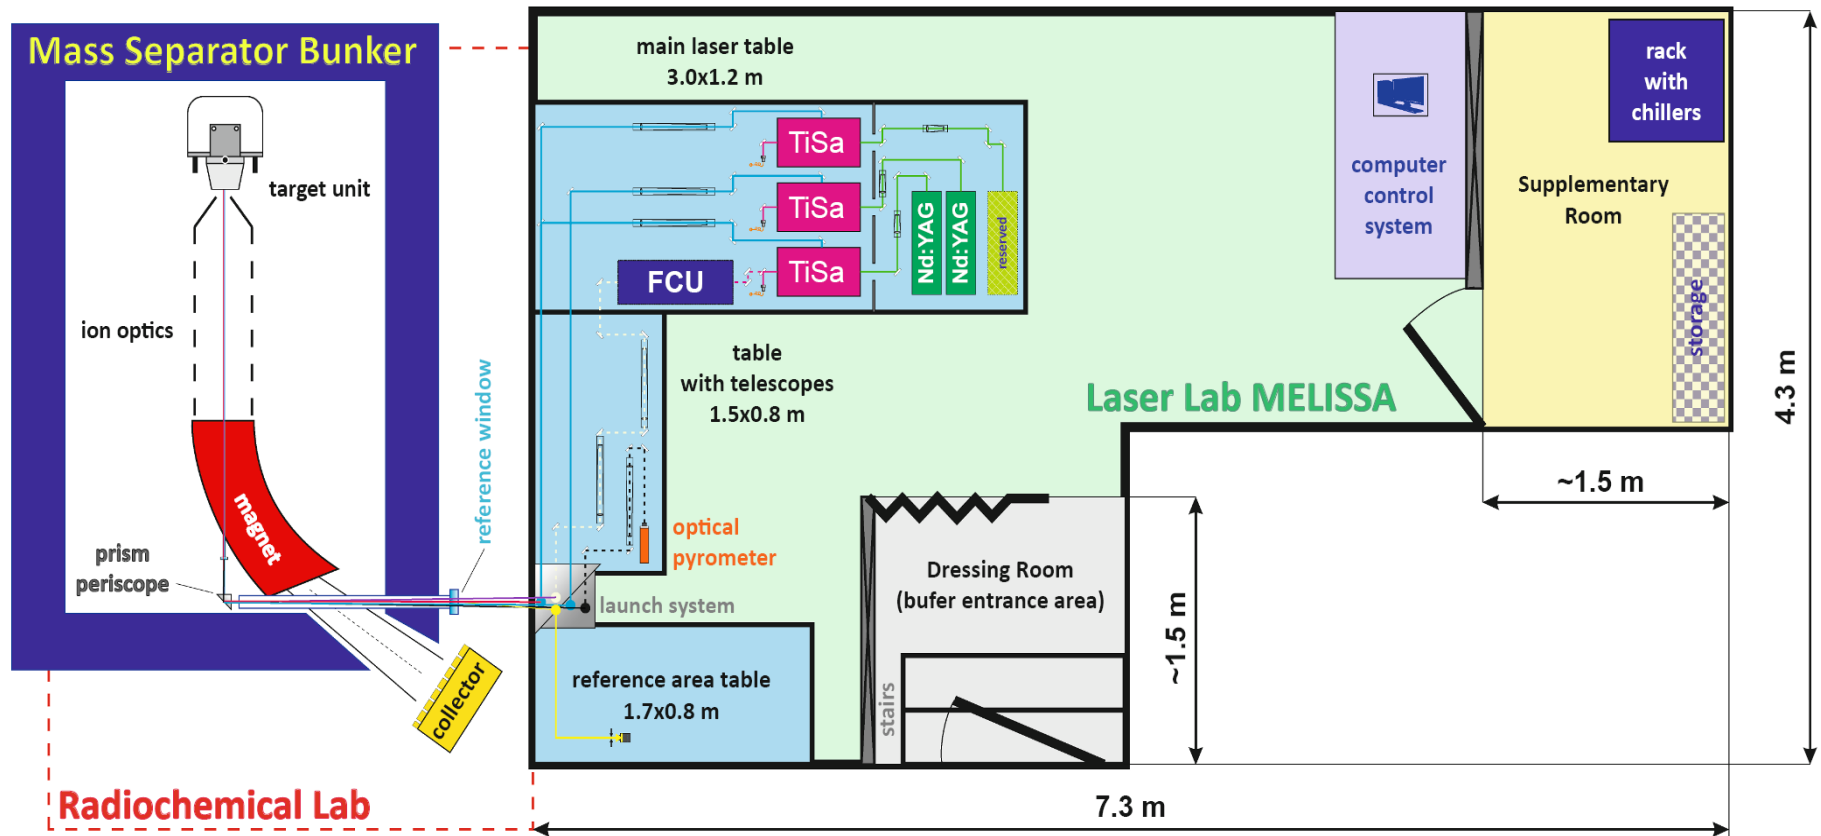 Mass Separator Bunker
target unit
ion optics
magnet
prism
periscope
reference window
collector
Radiochemical Lab
main laser table
3.0x1.2 m
TiSa
TiSa
TiSa
FCU
Nd:YAG
Nd:YAG
reserved
table
with telescopes
1.5x0.8 m
optical
pyrometer
launch system
reference area table
1.7x0.8 m
Laser Lab MELISSA
computer
control
system
rack
with
chillers
Supplementary
Room
storage
Dressing Room
(bufer entrance area)
stairs
~1.5 m
~1.5 m
4.3 m
7.3 m